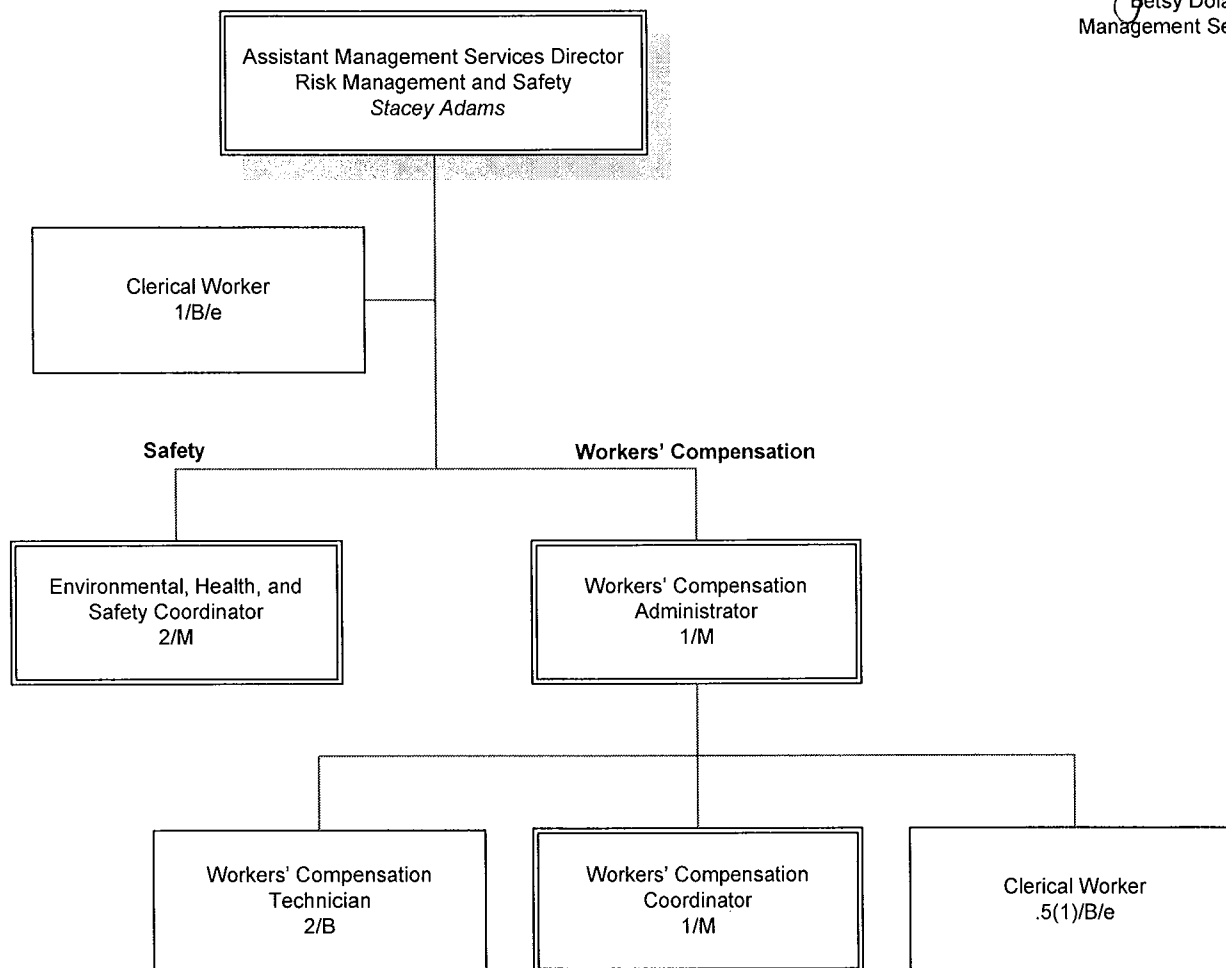 Betsy
Management
Assistant Management Services Director
Risk Management and Safety
Stacey Adams
Clerical Worker
1/B/e
Safety
Workers' Compensation
Environmental, Health, and
Safety Coordinator
2/M
Workers' Compensation
Administrator
1/M
Workers' Compensation
Technician
2/B
Workers' Compensation
Coordinator
1/M
Clerical Worker
.5(1)/B/e